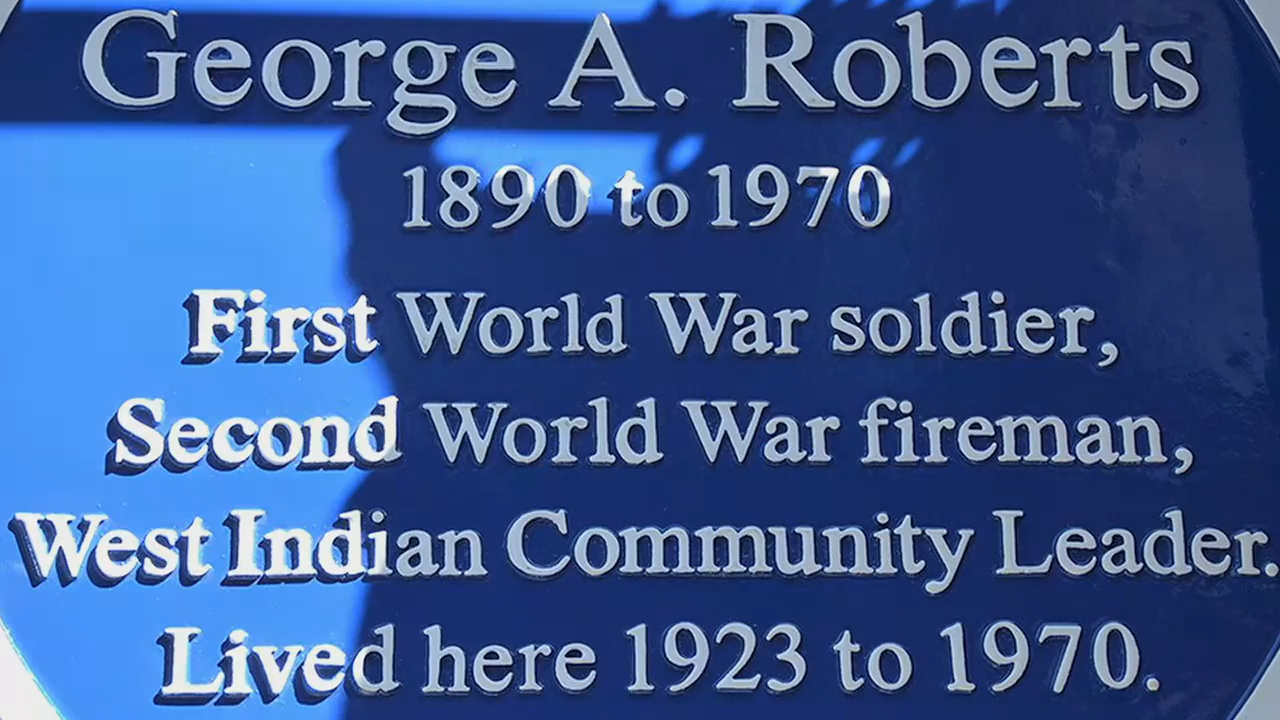 George A. Roberts
1890 to 1970
First World War soldier,
Second World War fireman,
West Indian Community Leader.
Lived here 1923 to 1970.